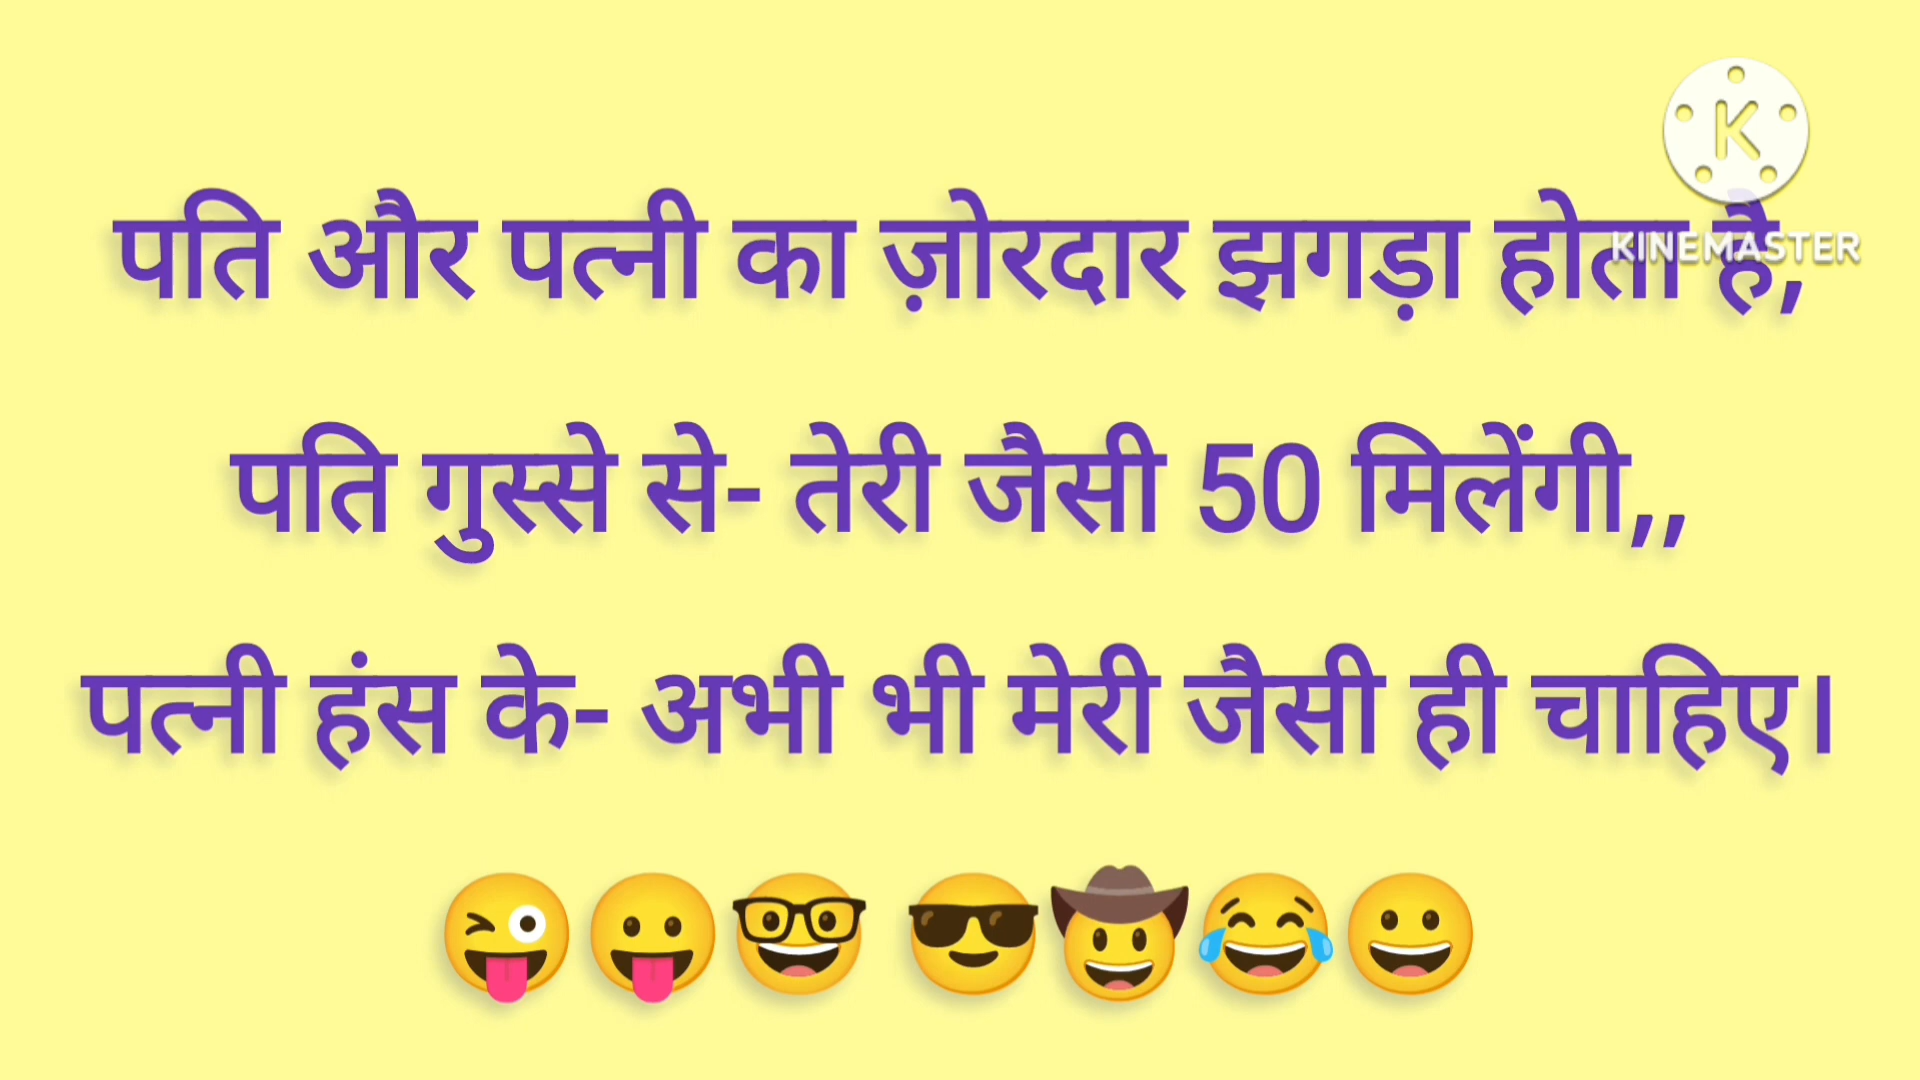 K
KINEMASTER
पति और पत्नी का ज़ोरदार झगड़ा होता है,
पति गुस्से से- तेरी जैसी 50 मिलेंगी,,
पत्नी हंस के- अभी भी मेरी जैसी ही चाहिए।
😜😛🤓 😎🤠😂😀